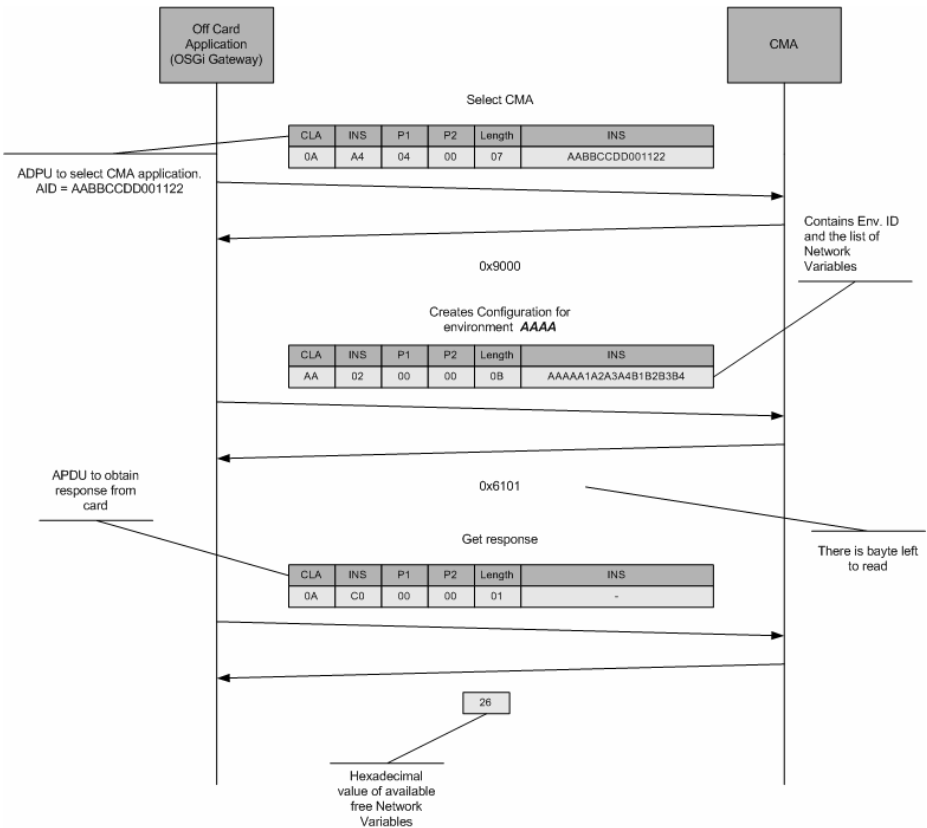 Off Card
Application
(OSGi Gateway)
CMA
Select CMA
CLA INS P1 P2 Length INS
0A A4 04 00 07 AABBCCDD001122
ADPU to select CMA application.
AID = AABBCCDD001122
Contains Env. ID
and the list of
Network
Variables
0x9000
Creates Configuration for
environment AAAA
CLA INS P1 P2 Length INS
AA 02 00 00 0B AAAAA1A2A3A4B1B2B3B4
APDU to obtain
response from
card
0x6101
There is bayte left
to read
Get response
CLA INS P1 P2 Length INS
0A C0 00 00 01 -
26
Hexadecimal
value of available
free Network
Variables